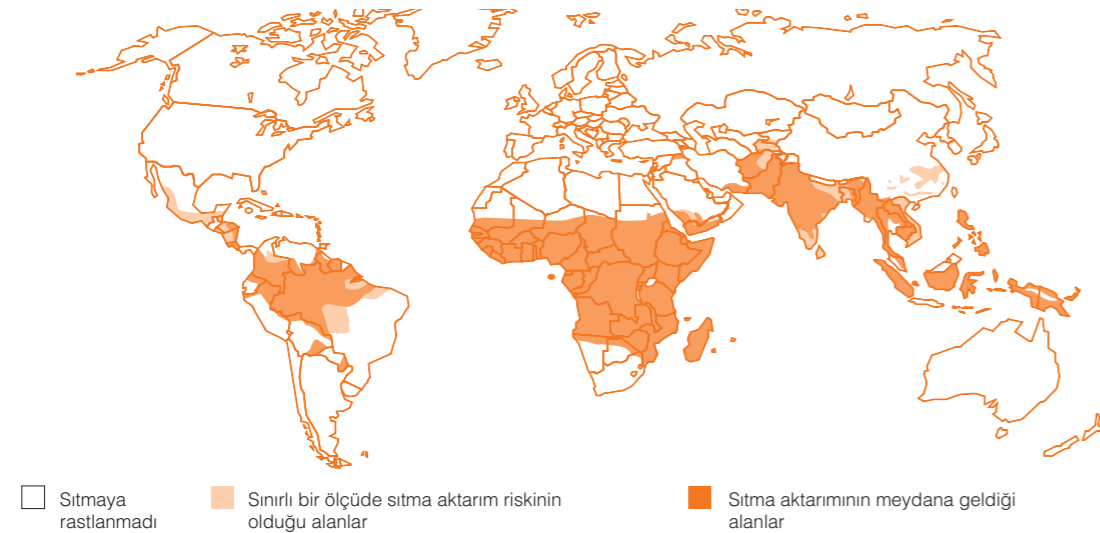 Sıtmaya
rastlanmadı
Sınırlı bir ölçüde sıtma aktarım riskinin
olduğu alanlar
Sıtma aktarımının meydana geldiği
alanlar